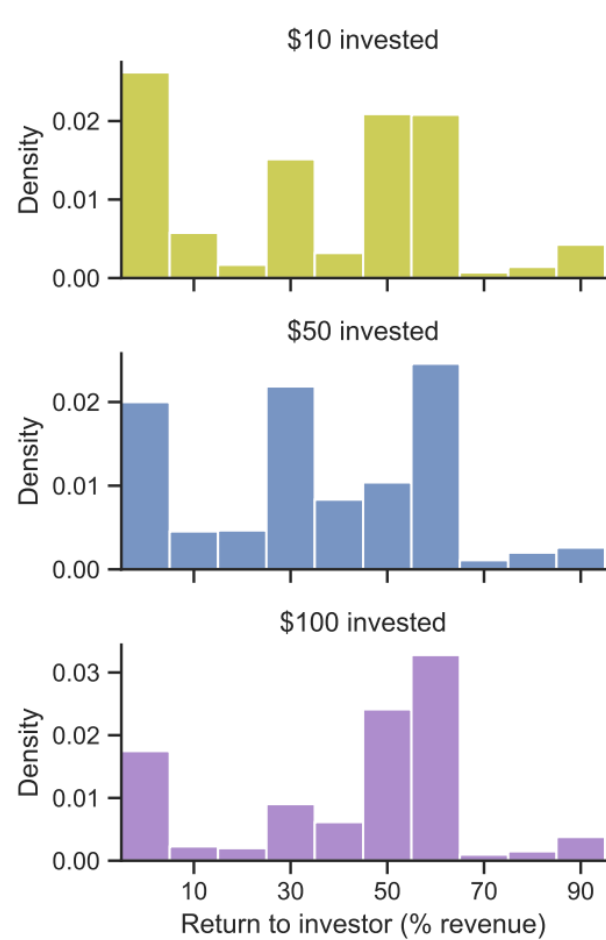 $10 invested
Density
0.02
0.01
0.00
$50 invested
Density
0.02
0.01
0.00
$100 invested
Density
0.03
0.02
0.01
0.00
10 30 50 70 90
Return to investor (% revenue)